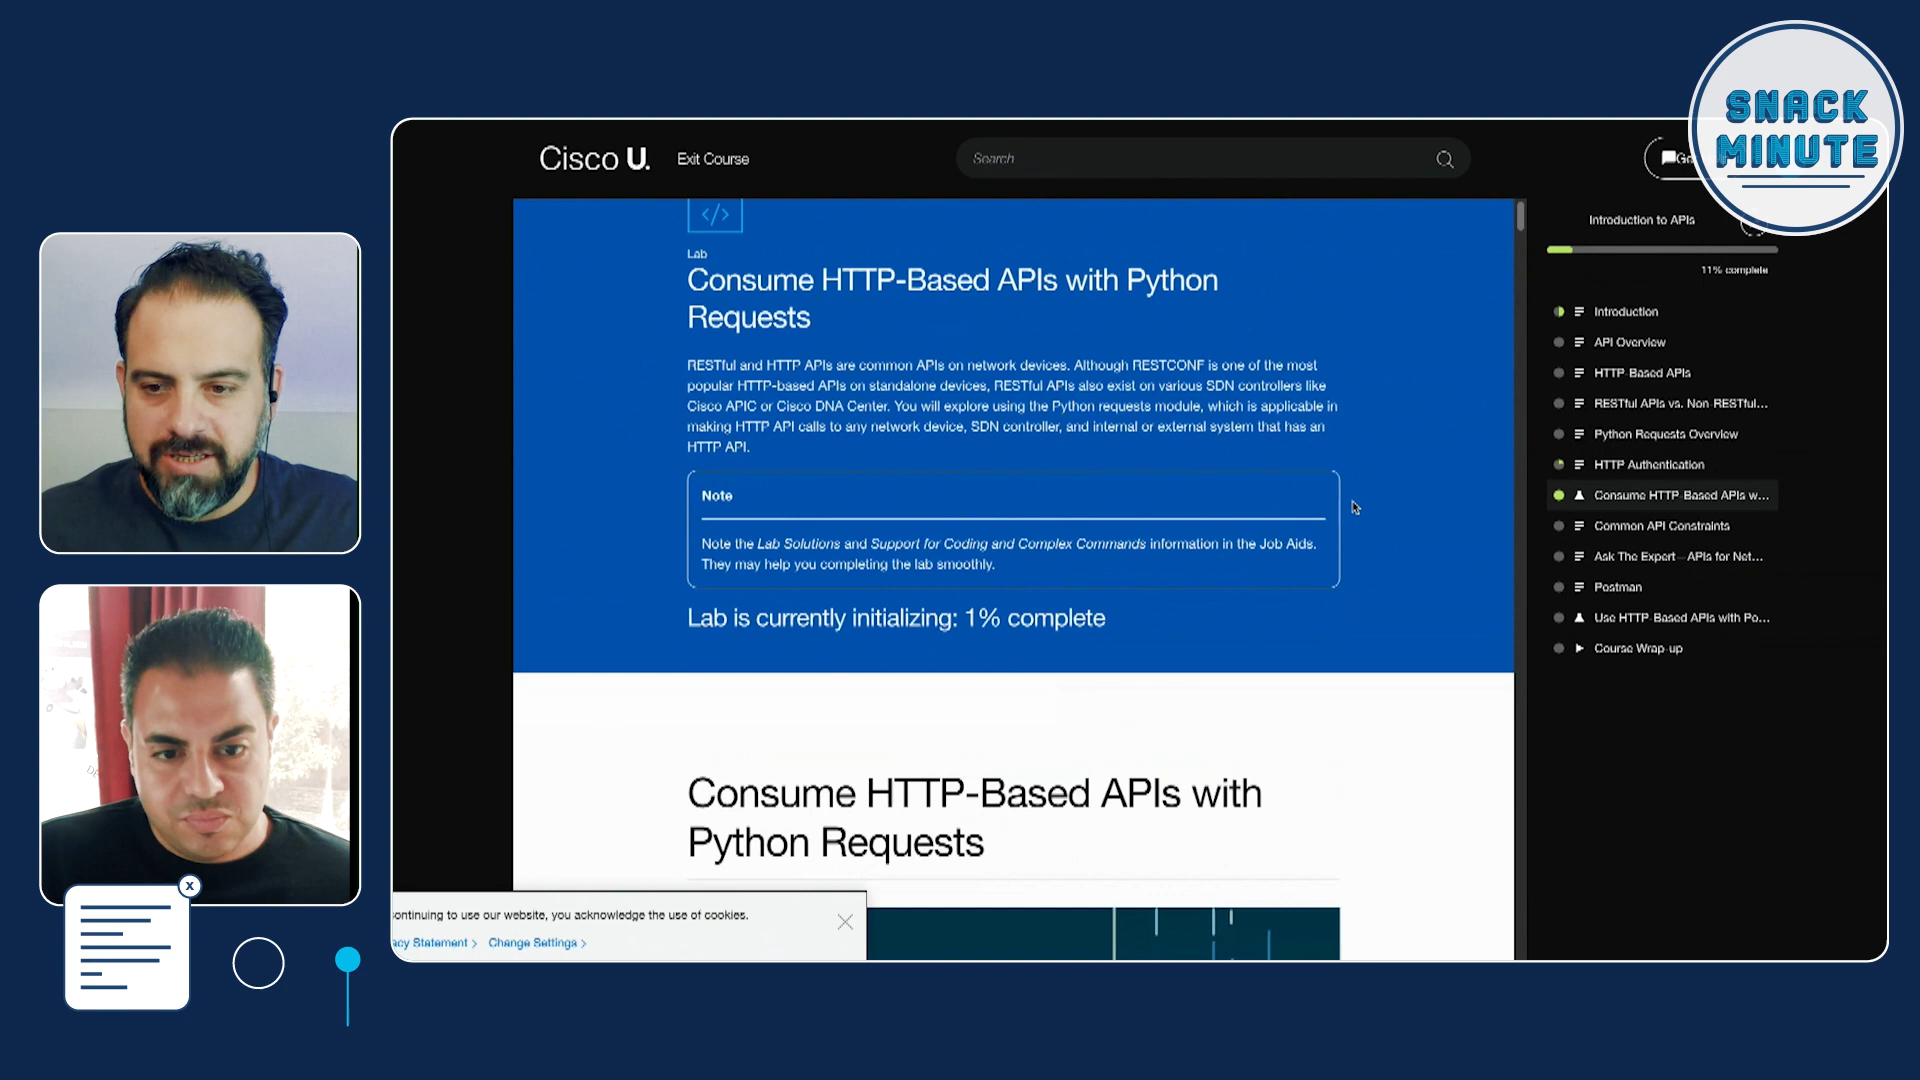 SNACK
MINUTE
Cisco U.
Exit Course
Search
</>
Lab
Consume HTTP-Based APIs with Python
Requests
RESTful and HTTP APIs are common APIs on network devices. Although RESTCONF is one of the most
popular HTTP-based APIs on standalone devices, RESTful APIs also exist on various SDN controllers like
Cisco APIC or Cisco DNA Center. You will explore using the Python requests module, which is applicable in
making HTTP API calls to any network device, SDN controller, and internal or external system that has an
HTTP API.
Note
Note the Lab Solutions and Support for Coding and Complex Commands information in the Job Aids.
They may help you completing the lab smoothly.
Lab is currently initializing: 1% complete
Consume HTTP-Based APIs with
Python Requests
ontinuing to use our website, you acknowledge the use of cookies.
acy Statement >
Change Settings >
Introduction to APIs
11% complete
Introduction
API Overview
HTTP-Based APIs
RESTful APIs vs. Non-RESTful...
Python Requests Overview
HTTP Authentication
Consume HTTP-Based APIs w...
Common API Constraints
Ask The Expert—APIs for Net...
Postman
Use HTTP-Based APIs with Po...
Course Wrap-up
x